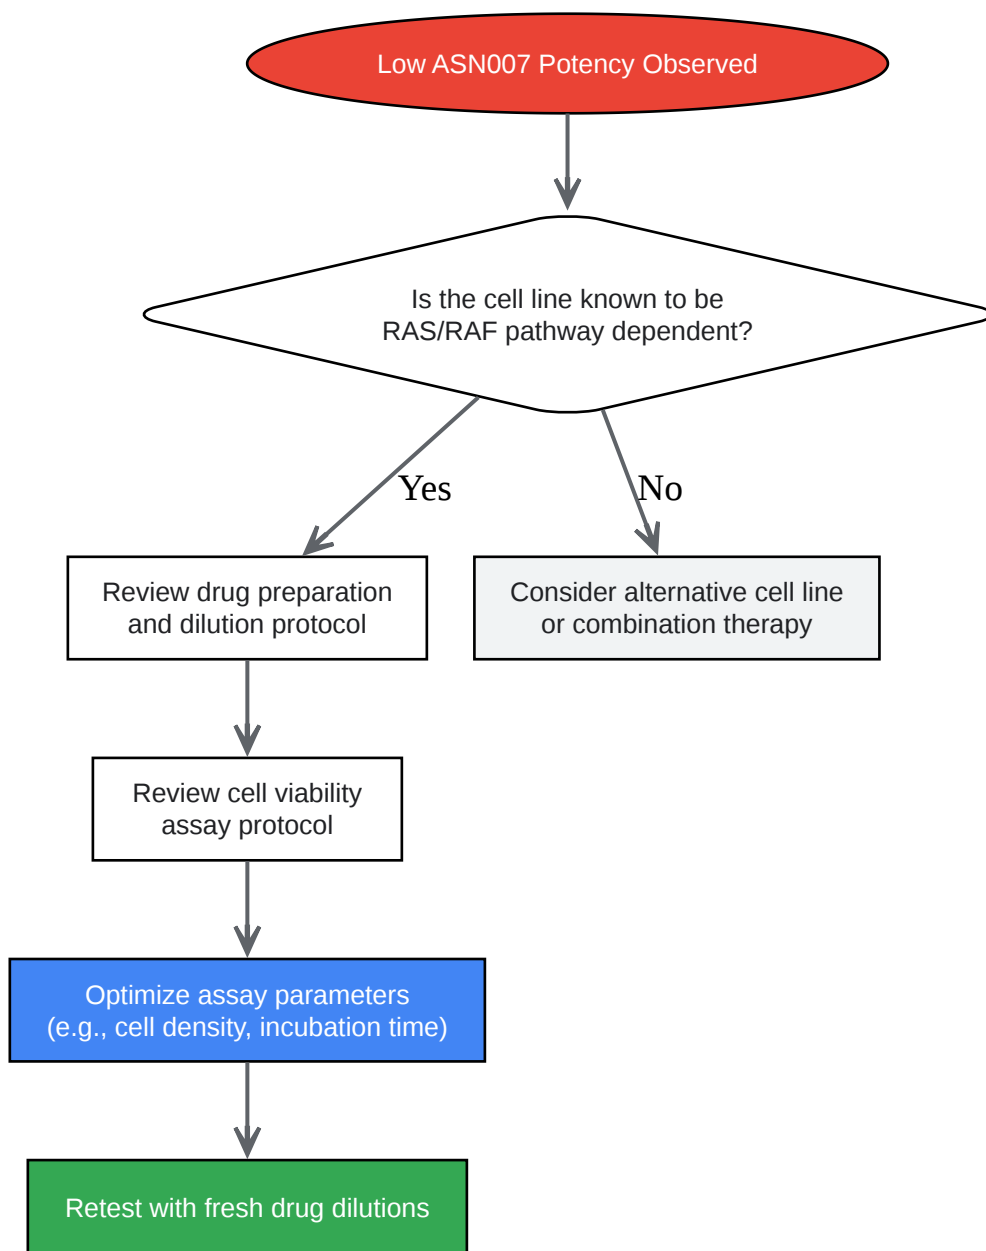 Low ASN007 Potency Observed
Is the cell line known to be
RAS/RAF pathway dependent?
Yes
No
Review drug preparation
and dilution protocol
Consider alternative cell line
or combination therapy
Review cell viability
assay protocol
Optimize assay parameters
(e.g., cell density, incubation time)
Retest with fresh drug dilutions